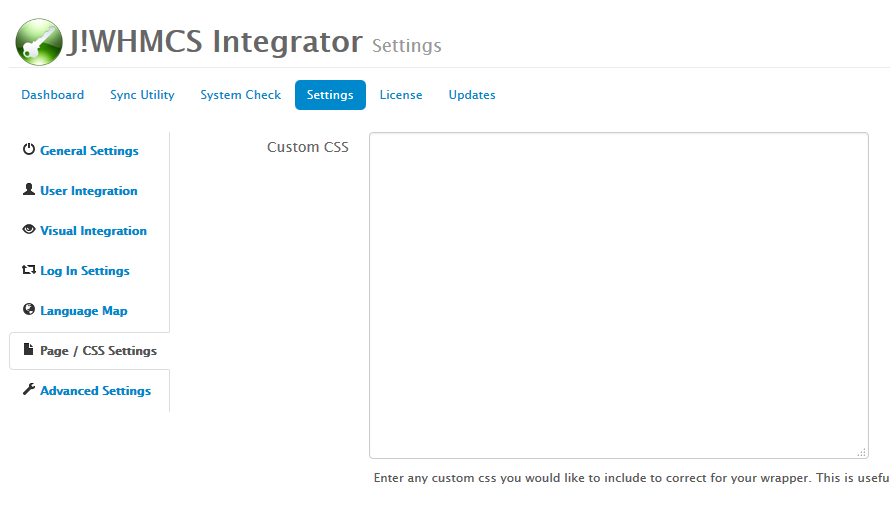 J!WHMCS Integrator Settings
Dashboard Sync Utility System Check Settings License Updates
General Settings
User Integration
Visual Integration
Log In Settings
Language Map
Page / CSS Settings
Advanced Settings
Custom CSS
Enter any custom css you would like to include to correct for your wrapper. This is usefu